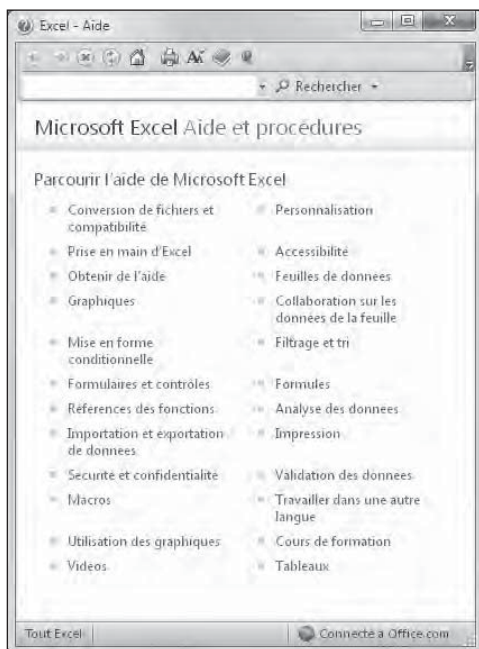 Excel - Aide
Rechercher
Microsoft Excel Aide et procédures
Parcourir l'aide de Microsoft Excel
Conversion de fichiers et
compatibilité
Personnalisation
Prise en main d'Excel
Accessibilité
Obtenir de l'aide
Feuilles de données
Graphiques
Collaboration sur les
données de la feuille
Mise en forme
conditionnelle
Filtrage et tri
Formulaires et contrôles
Formules
Références des fonctions
Analyse des données
Importation et exportation
de données
Impression
Sécurité et confidentialité
Validation des données
Macros
Travailler dans une autre
langue
Utilisation des graphiques
Cours de formation
Vidéos
Tableaux
Tout Excel
Connecté à Office.com